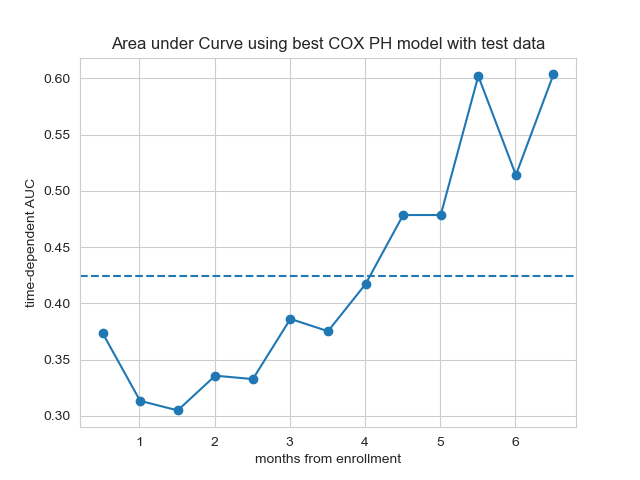 Area under Curve using best COX PH model with test data
time-dependent AUC
0.60
0.55
0.50
0.45
0.40
0.35
0.30
1 2 3 4 5 6
months from enrollment